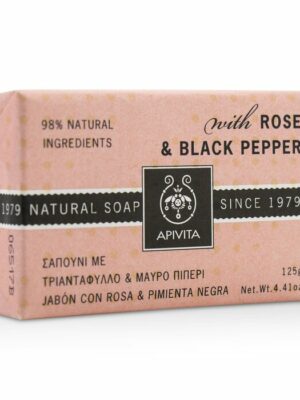 with ROSE
& BLACK PEPPER
98% NATURAL
INGREDIENTS
1979 NATURAL SOAP
APIVITA
SINCE 1979
06517B
ΣΑΠΟΥΝΙ ΜΕ
ΤΡΙΑΝΤΑΦΥΛΛΟ & ΜΑΥΡΟ ΠΙΠΕΡΙ
JABÓN CON ROSA & PIMIENTA NEGRA
125g
Net.Wt.4.41oz